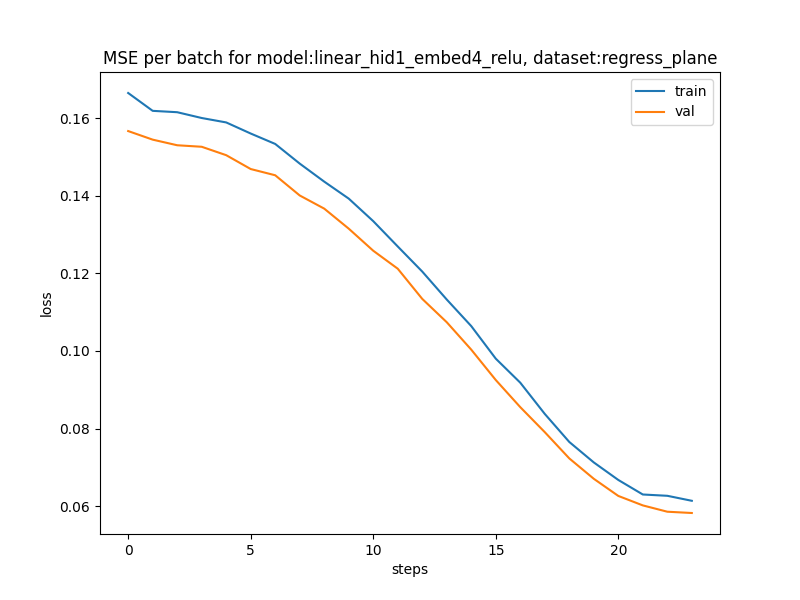 MSE per batch for model:linear_hid1_embed4_relu, dataset:regress_plane
train
val
0.16
0.14
0.12
0.10
0.08
0.06
loss
0 5 10 15 20
steps